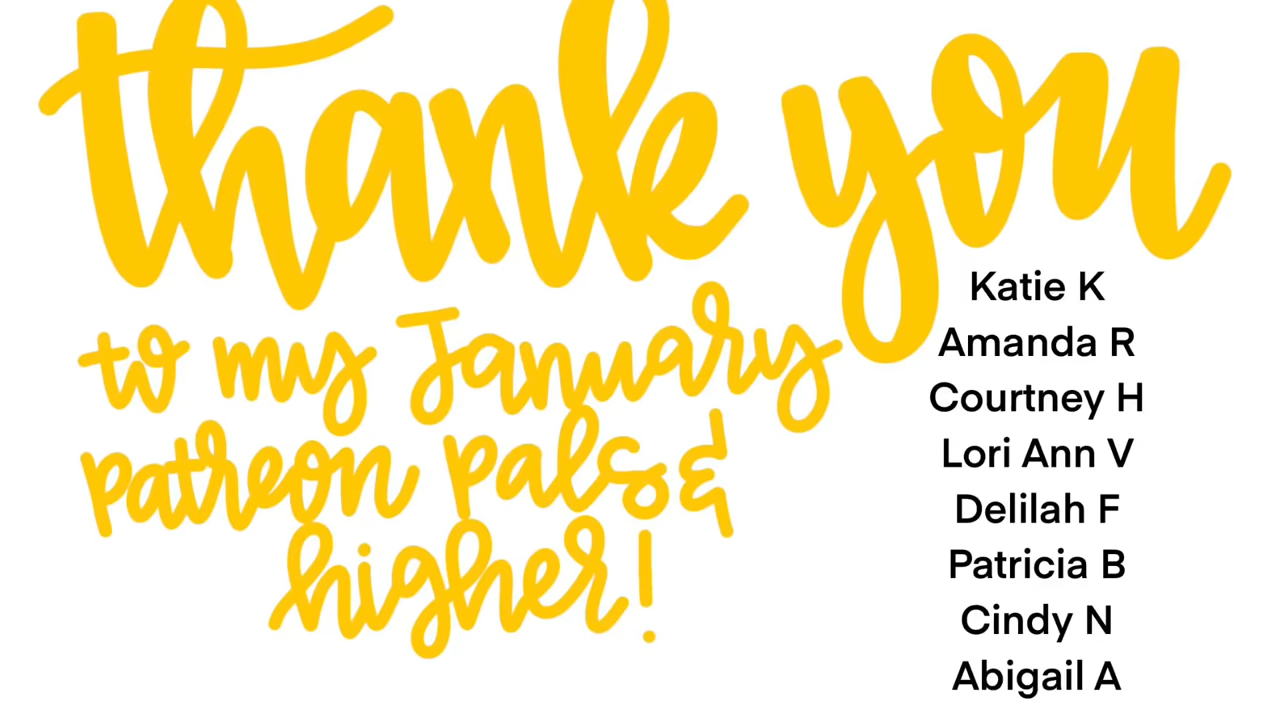 thank you
to my January
patreon pals &
higher!
Katie K
Amanda R
Courtney H
Lori Ann V
Delilah F
Patricia B
Cindy N
Abigail A